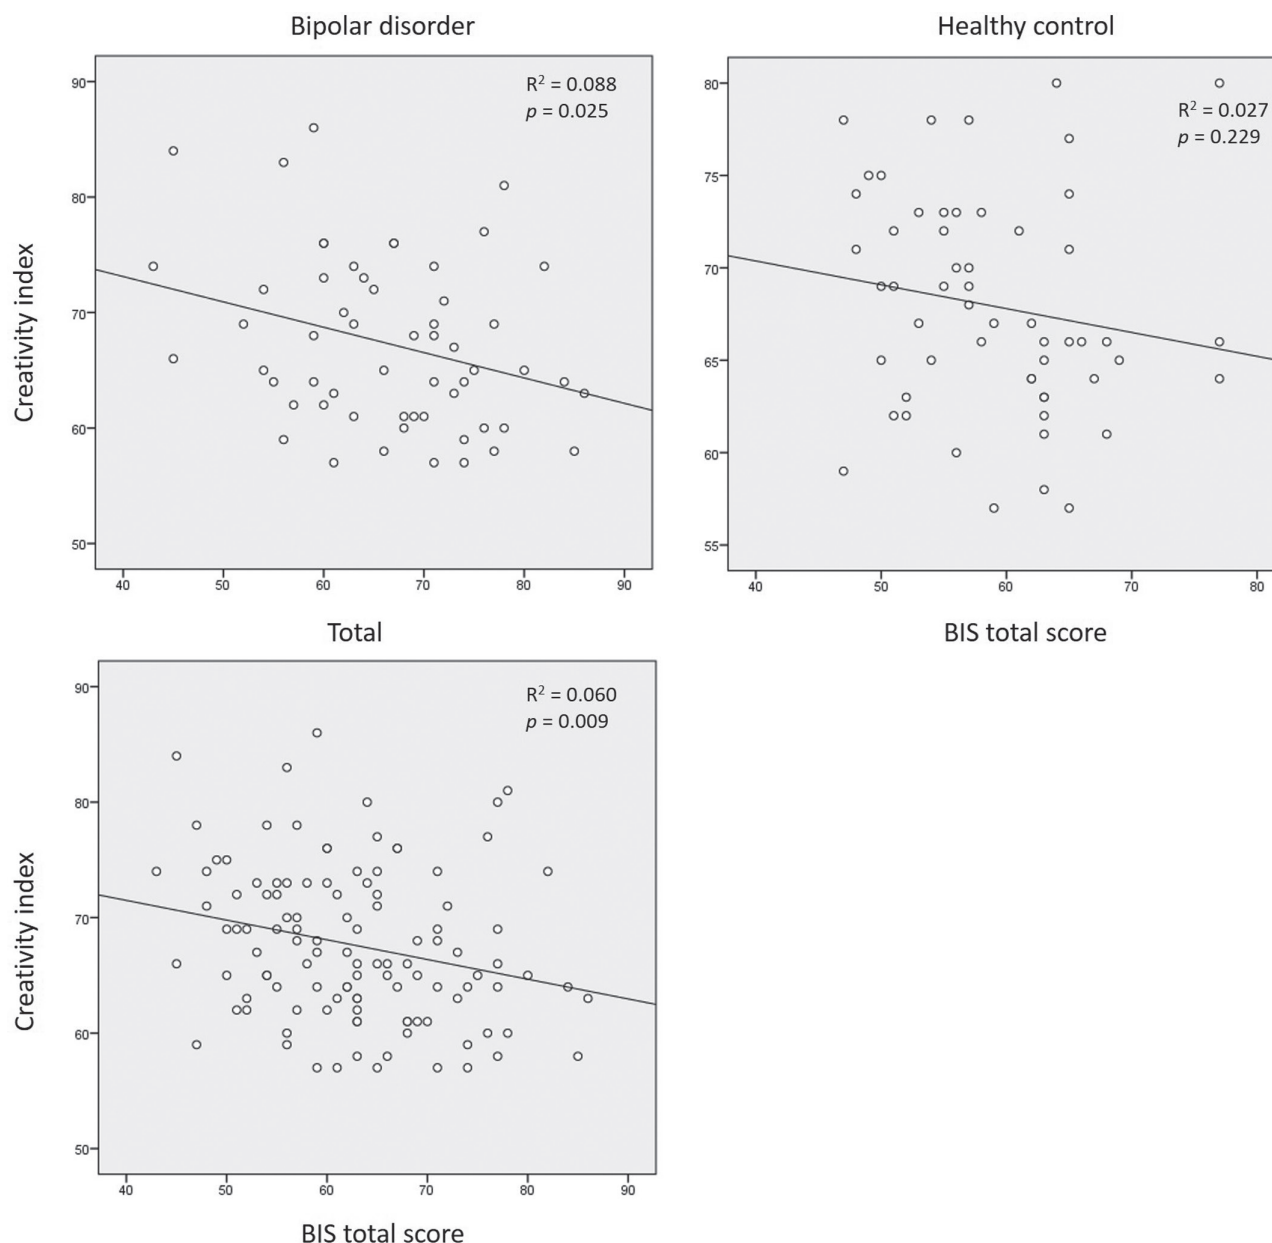 Bipolar disorder
R² = 0.088
p = 0.025
Creativity index
90
80
70
60
50
40 50 60 70 80 90
Healthy control
R² = 0.027
p = 0.229
80
75
70
65
60
55
40 50 60 70 80
BIS total score
Total
R² = 0.060
p = 0.009
Creativity index
90
80
70
60
50
40 50 60 70 80 90
BIS total score